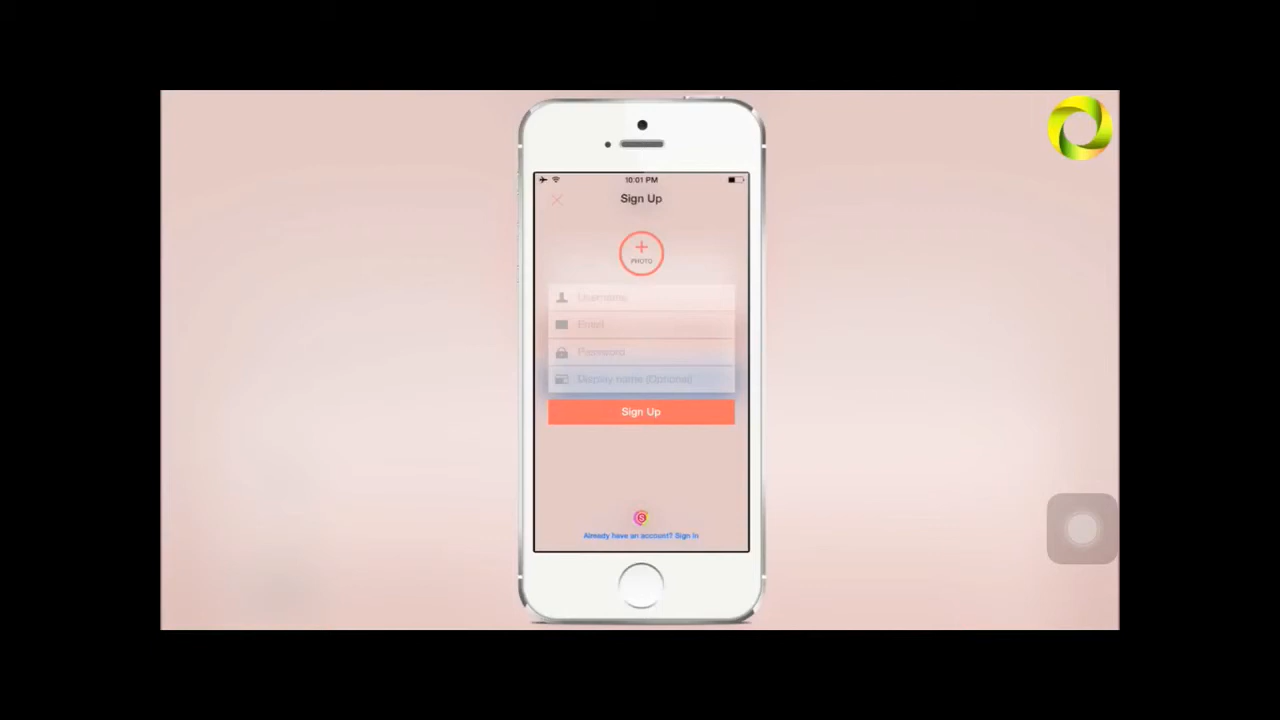 10:01 PM
Sign Up
PHOTO
Username
Email
Password
Display name (Optional)
Sign Up
S
Already have an account? Sign In